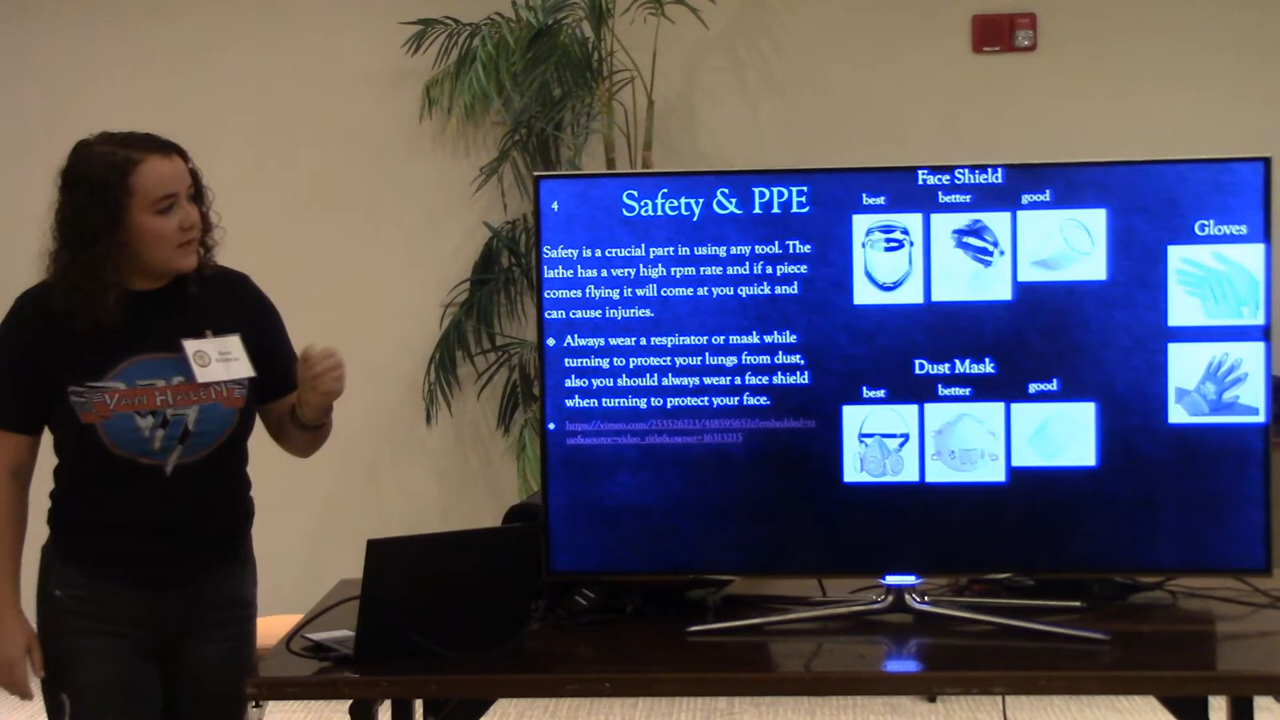 Face Shield
best better good
4
Safety & PPE
Gloves
Safety is a crucial part in using any tool. The
lathe has a very high rpm rate and if a piece
comes flying it will come at you quick and
can cause injuries.
Always wear a respirator or mask while
turning to protect your lungs from dust,
also you should always wear a face shield
when turning to protect your face.
Dust Mask
best better good
VAN HALEN